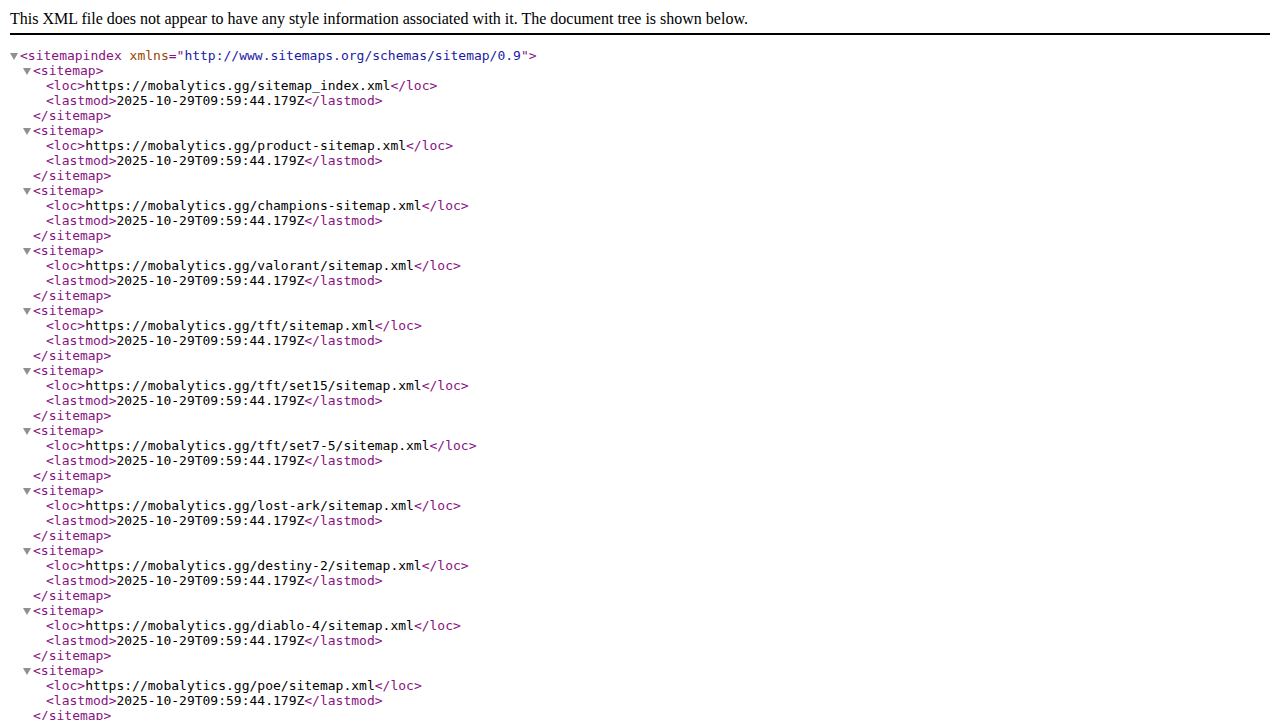 This XML file does not appear to have any style information associated with it. The document tree is shown below.
<sitemapindex xmlns="http://www.sitemaps.org/schemas/sitemap/0.9">
<sitemap>
<loc>https://mobalytics.gg/sitemap_index.xml</loc>
<lastmod>2025-10-29T09:59:44.179Z</lastmod>
</sitemap>
<sitemap>
<loc>https://mobalytics.gg/product-sitemap.xml</loc>
<lastmod>2025-10-29T09:59:44.179Z</lastmod>
</sitemap>
<sitemap>
<loc>https://mobalytics.gg/champions-sitemap.xml</loc>
<lastmod>2025-10-29T09:59:44.179Z</lastmod>
</sitemap>
<sitemap>
<loc>https://mobalytics.gg/valorant/sitemap.xml</loc>
<lastmod>2025-10-29T09:59:44.179Z</lastmod>
</sitemap>
<sitemap>
<loc>https://mobalytics.gg/tft/sitemap.xml</loc>
<lastmod>2025-10-29T09:59:44.179Z</lastmod>
</sitemap>
<sitemap>
<loc>https://mobalytics.gg/tft/set15/sitemap.xml</loc>
<lastmod>2025-10-29T09:59:44.179Z</lastmod>
</sitemap>
<sitemap>
<loc>https://mobalytics.gg/tft/set7-5/sitemap.xml</loc>
<lastmod>2025-10-29T09:59:44.179Z</lastmod>
</sitemap>
<sitemap>
<loc>https://mobalytics.gg/lost-ark/sitemap.xml</loc>
<lastmod>2025-10-29T09:59:44.179Z</lastmod>
</sitemap>
<sitemap>
<loc>https://mobalytics.gg/destiny-2/sitemap.xml</loc>
<lastmod>2025-10-29T09:59:44.179Z</lastmod>
</sitemap>
<sitemap>
<loc>https://mobalytics.gg/diablo-4/sitemap.xml</loc>
<lastmod>2025-10-29T09:59:44.179Z</lastmod>
</sitemap>
<sitemap>
<loc>https://mobalytics.gg/poe/sitemap.xml</loc>
<lastmod>2025-10-29T09:59:44.179Z</lastmod>
</sitemap>